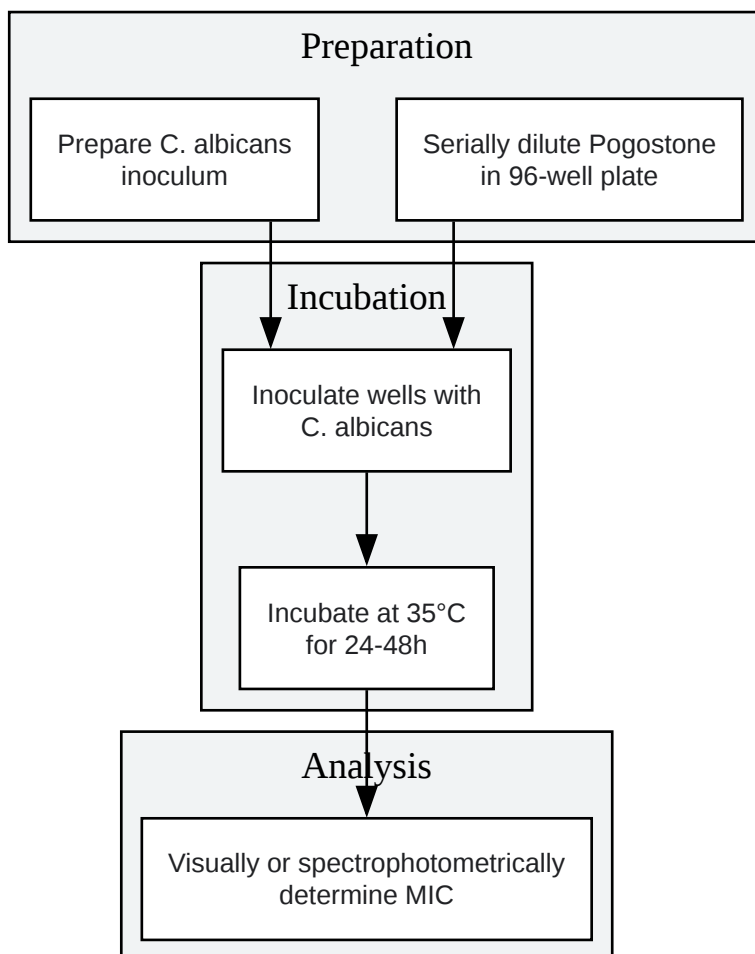 Preparation
Prepare C. albicans
inoculum
Serially dilute Pogostone
in 96-well plate
Incubation
Inoculate wells with
C. albicans
Incubate at 35°C
for 24-48h
Analysis
Visually or spectrophotometrically
determine MIC